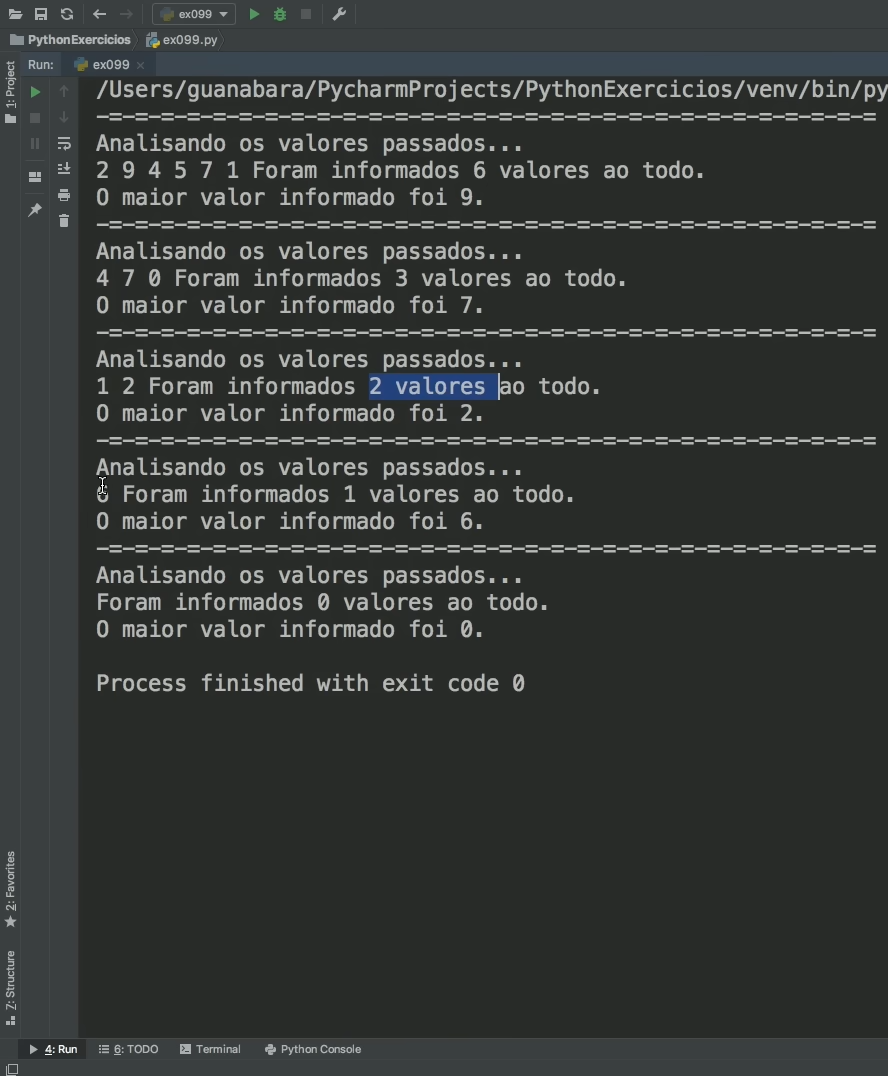 ex099
PythonExercicios ex099.py
Run: ex099
1: Project
/Users/guanabara/PycharmProjects/PythonExercicios/venv/bin/py
-=-=-=-=-=-=-=-=-=-=-=-=-=-=-=-=-=-=-=-=-=-=-=-=-=-=-=-=-=-=
Analisando os valores passados...
2 9 4 5 7 1 Foram informados 6 valores ao todo.
O maior valor informado foi 9.
-=-=-=-=-=-=-=-=-=-=-=-=-=-=-=-=-=-=-=-=-=-=-=-=-=-=-=-=-=-=
Analisando os valores passados...
4 7 0 Foram informados 3 valores ao todo.
O maior valor informado foi 7.
-=-=-=-=-=-=-=-=-=-=-=-=-=-=-=-=-=-=-=-=-=-=-=-=-=-=-=-=-=-=
Analisando os valores passados...
1 2 Foram informados 2 valores ao todo.
O maior valor informado foi 2.
-=-=-=-=-=-=-=-=-=-=-=-=-=-=-=-=-=-=-=-=-=-=-=-=-=-=-=-=-=-=
Analisando os valores passados...
6 Foram informados 1 valores ao todo.
O maior valor informado foi 6.
-=-=-=-=-=-=-=-=-=-=-=-=-=-=-=-=-=-=-=-=-=-=-=-=-=-=-=-=-=-=
Analisando os valores passados...
Foram informados 0 valores ao todo.
O maior valor informado foi 0.
Process finished with exit code 0
2: Favorites
Z: Structure
4: Run 6: TODO Terminal Python Console